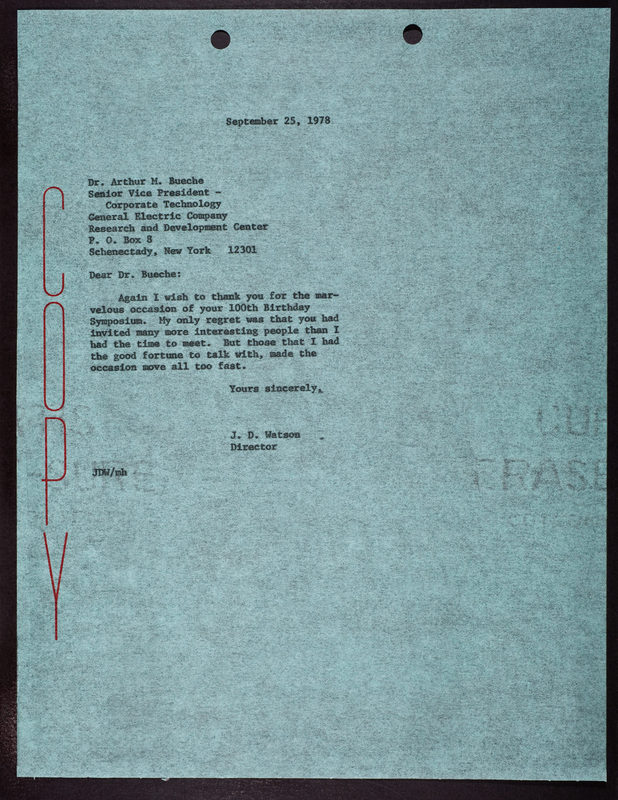 September 25, 1978
Dr. Arthur M. Bueche
Senior Vice President -
Corporate Technology
General Electric Company
Research and Development Center
P. O. Box 8
Schenectady, New York 12301
Dear Dr. Bueche:
Again I wish to thank you for the mar-
velous occasion of your 100th Birthday
Symposium. My only regret was that you had
invited many more interesting people than I
had the time to meet. But those that I had
the good fortune to talk with, made the
occasion move all too fast.
Yours sincerely,
J. D. Watson
Director
JDW/mh
COPY